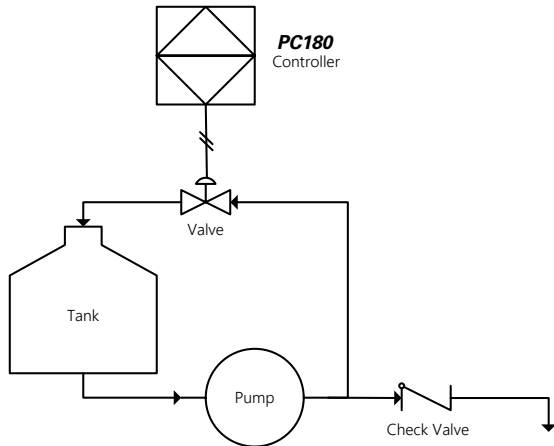 PC180
Controller
Valve
Tank
Pump
Check Valve